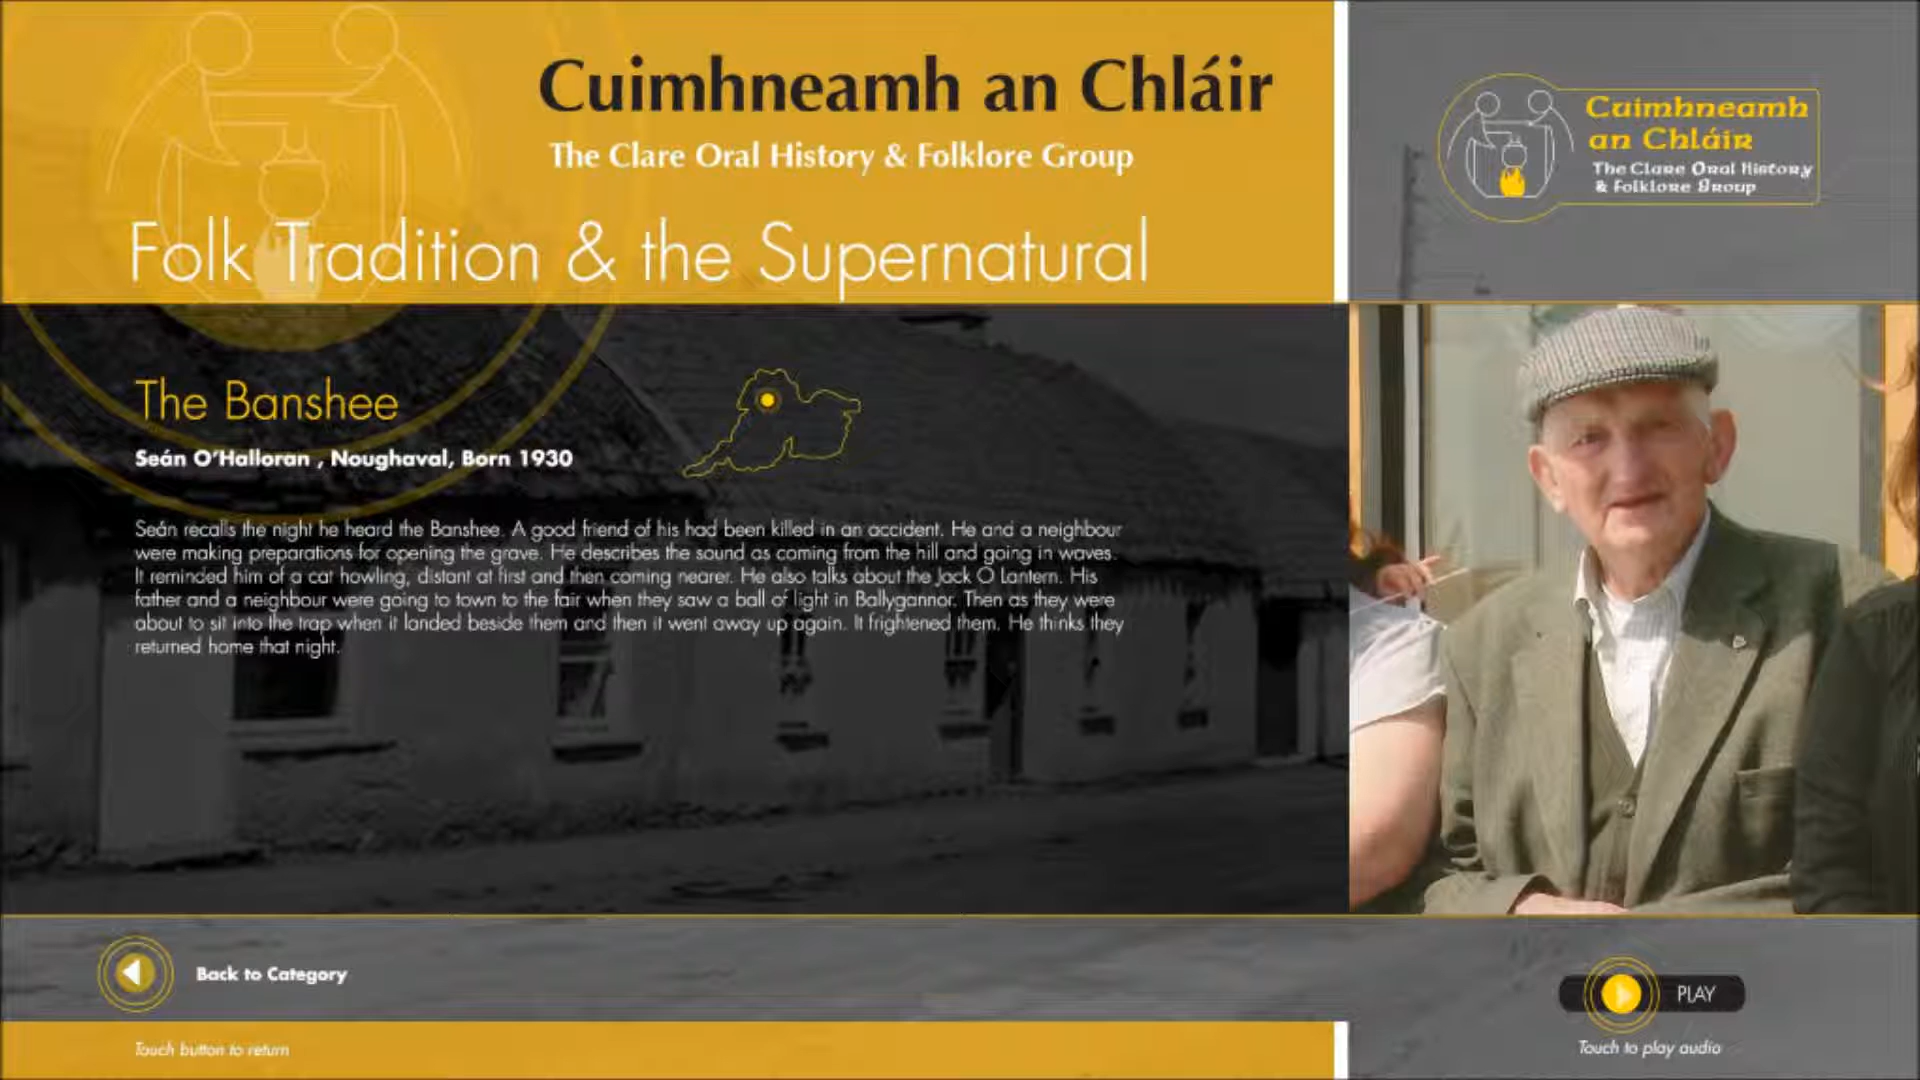 Cuimhneamh an Chláir
The Clare Oral History & Folklore Group
Folk Tradition & the Supernatural
Cuimhneamh
an Chláir
The Clare Oral History
& Folklore Group
The Banshee
Seán O'Halloran , Noughaval, Born 1930
Seán recalls the night he heard the Banshee. A good friend of his had been killed in an accident. He and a neighbour
were making preparations for opening the grave. He describes the sound as coming from the hill and going in waves.
It reminded him of a cat howling, distant at first and then coming nearer. He also talks about the Jack O Lantern. His
father and a neighbour were going to town to the fair when they saw a ball of light in Ballygannor. Then as they were
about to sit into the trap when it landed beside them and then it went away up again. It frightened them. He thinks they
returned home that night.
Back to Category
PLAY
Touch button to return
Touch to play audio